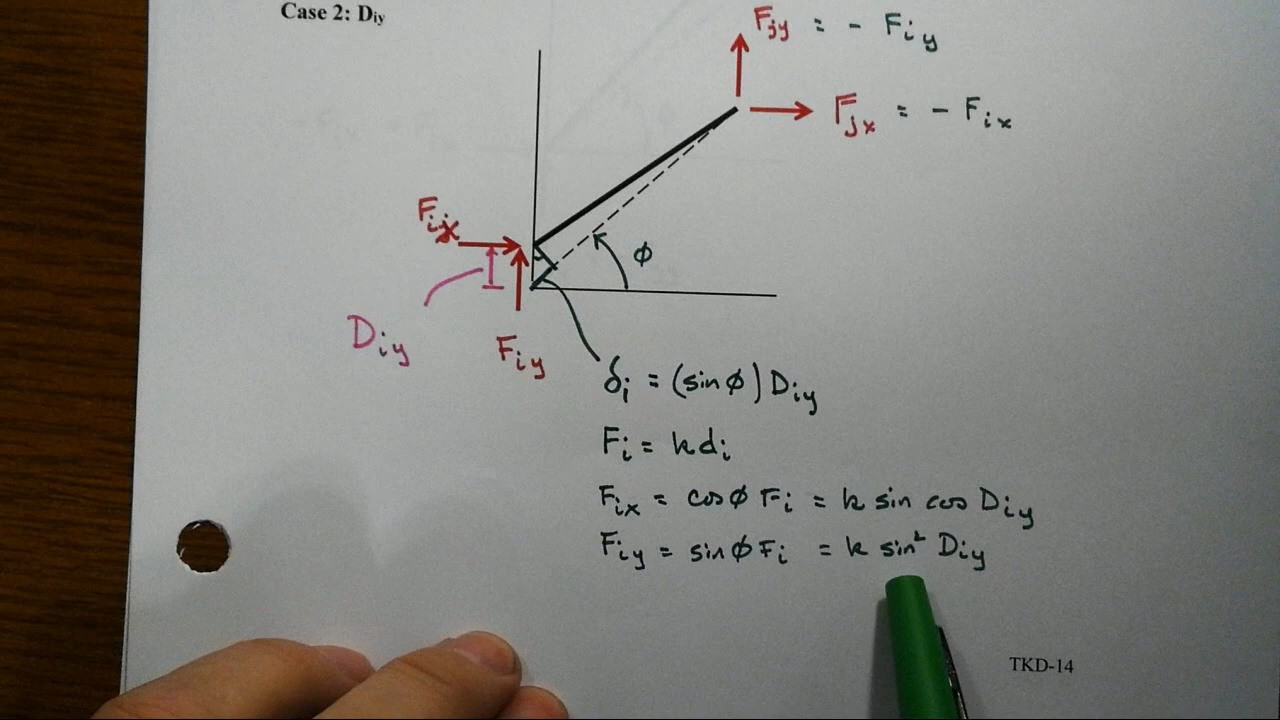 Case 2: Diy
Fjy = - Fiy
Fjx = - Fix
Fix
ϕ
Diy
Fiy
δi = (sin ϕ) Diy
Fi = kdi
Fix = cos ϕ Fi = k sin cos Diy
Fiy = sin ϕ Fi = k sin² Diy
TKD-14